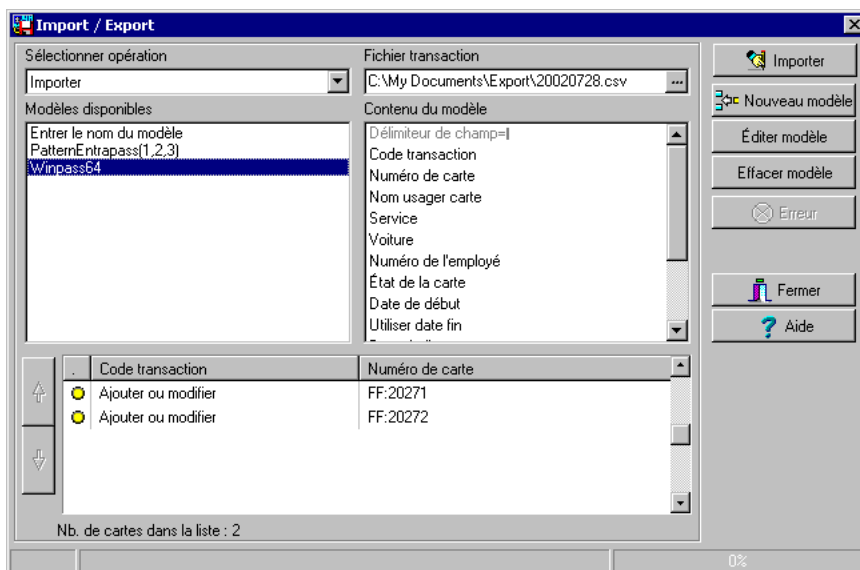 Import / Export
Sélectionner opération
Importer
Fichier transaction
C:\My Documents\Export\20020728.csv
...
Modèles disponibles
Entrer le nom du modèle
PatternEntrapass(1,2,3)
Winpass64
Contenu du modèle
Délimiteur de champ=|
Code transaction
Numéro de carte
Nom usager carte
Service
Voiture
Numéro de l'employé
État de la carte
Date de début
Utiliser date fin
Importer
Nouveau modèle
Éditer modèle
Effacer modèle
Erreur
Fermer
Aide
. Code transaction Numéro de carte
Ajouter ou modifier FF:20271
Ajouter ou modifier FF:20272
Nb. de cartes dans la liste : 2
0%